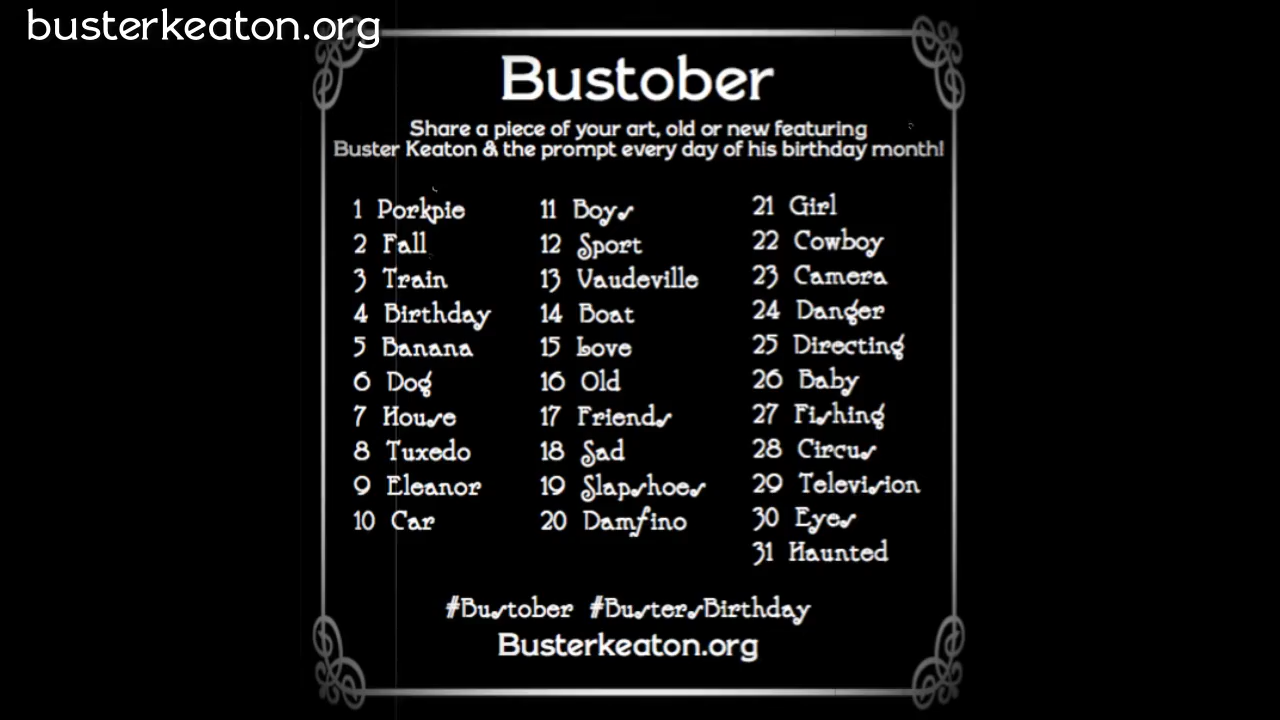 busterkeaton.org
Bustober
Share a piece of your art, old or new featuring
Buster Keaton & the prompt every day of his birthday month!
1 Porkpie
2 Fall
3 Train
4 Birthday
5 Banana
6 Dog
7 House
8 Tuxedo
9 Eleanor
10 Car
11 Boys
12 Sport
13 Vaudeville
14 Boat
15 Love
16 Old
17 Friends
18 Sad
19 Slapshoes
20 Damfino
21 Girl
22 Cowboy
23 Camera
24 Danger
25 Directing
26 Baby
27 Fishing
28 Circus
29 Television
30 Eyes
31 Haunted
#Bustober #BustersBirthday
Busterkeaton.org